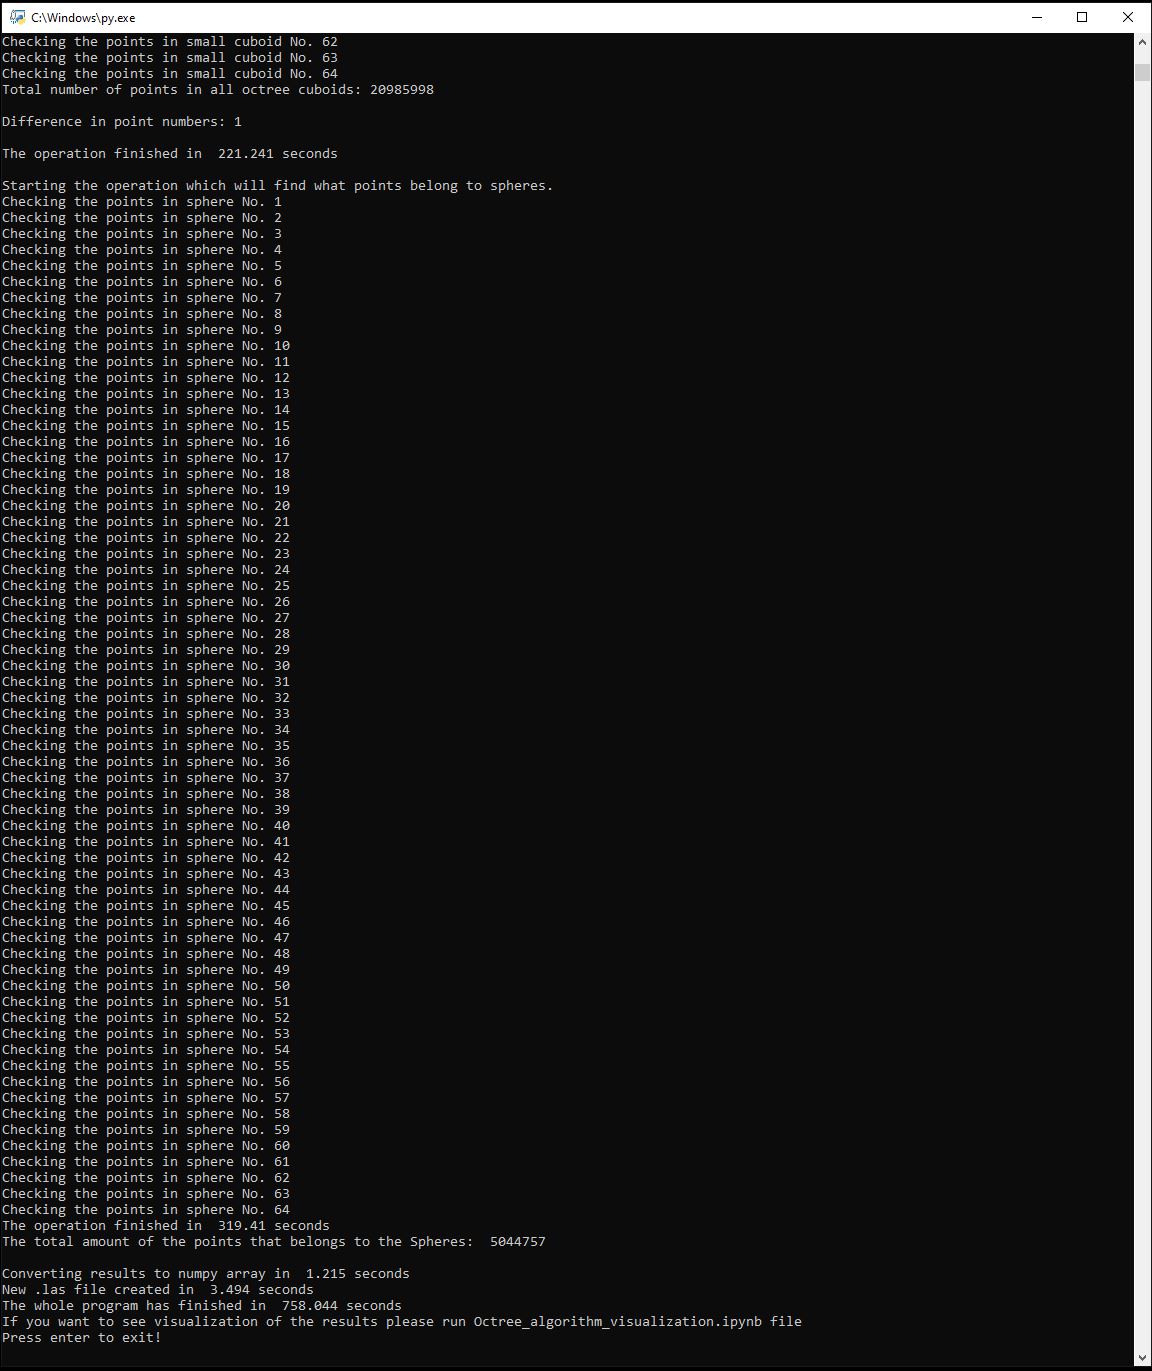 C:\Windows\py.exe
Checking the points in small cuboid No. 62
Checking the points in small cuboid No. 63
Checking the points in small cuboid No. 64
Total number of points in all octree cuboids: 20985998
Difference in point numbers: 1
The operation finished in  221.241 seconds
Starting the operation which will find what points belong to spheres.
Checking the points in sphere No. 1
Checking the points in sphere No. 2
Checking the points in sphere No. 3
Checking the points in sphere No. 4
Checking the points in sphere No. 5
Checking the points in sphere No. 6
Checking the points in sphere No. 7
Checking the points in sphere No. 8
Checking the points in sphere No. 9
Checking the points in sphere No. 10
Checking the points in sphere No. 11
Checking the points in sphere No. 12
Checking the points in sphere No. 13
Checking the points in sphere No. 14
Checking the points in sphere No. 15
Checking the points in sphere No. 16
Checking the points in sphere No. 17
Checking the points in sphere No. 18
Checking the points in sphere No. 19
Checking the points in sphere No. 20
Checking the points in sphere No. 21
Checking the points in sphere No. 22
Checking the points in sphere No. 23
Checking the points in sphere No. 24
Checking the points in sphere No. 25
Checking the points in sphere No. 26
Checking the points in sphere No. 27
Checking the points in sphere No. 28
Checking the points in sphere No. 29
Checking the points in sphere No. 30
Checking the points in sphere No. 31
Checking the points in sphere No. 32
Checking the points in sphere No. 33
Checking the points in sphere No. 34
Checking the points in sphere No. 35
Checking the points in sphere No. 36
Checking the points in sphere No. 37
Checking the points in sphere No. 38
Checking the points in sphere No. 39
Checking the points in sphere No. 40
Checking the points in sphere No. 41
Checking the points in sphere No. 42
Checking the points in sphere No. 43
Checking the points in sphere No. 44
Checking the points in sphere No. 45
Checking the points in sphere No. 46
Checking the points in sphere No. 47
Checking the points in sphere No. 48
Checking the points in sphere No. 49
Checking the points in sphere No. 50
Checking the points in sphere No. 51
Checking the points in sphere No. 52
Checking the points in sphere No. 53
Checking the points in sphere No. 54
Checking the points in sphere No. 55
Checking the points in sphere No. 56
Checking the points in sphere No. 57
Checking the points in sphere No. 58
Checking the points in sphere No. 59
Checking the points in sphere No. 60
Checking the points in sphere No. 61
Checking the points in sphere No. 62
Checking the points in sphere No. 63
Checking the points in sphere No. 64
The operation finished in  319.41 seconds
The total amount of the points that belongs to the Spheres:  5044757
Converting results to numpy array in  1.215 seconds
New .las file created in  3.494 seconds
The whole program has finished in  758.044 seconds
If you want to see visualization of the results please run Octree_algorithm_visualization.ipynb file
Press enter to exit!